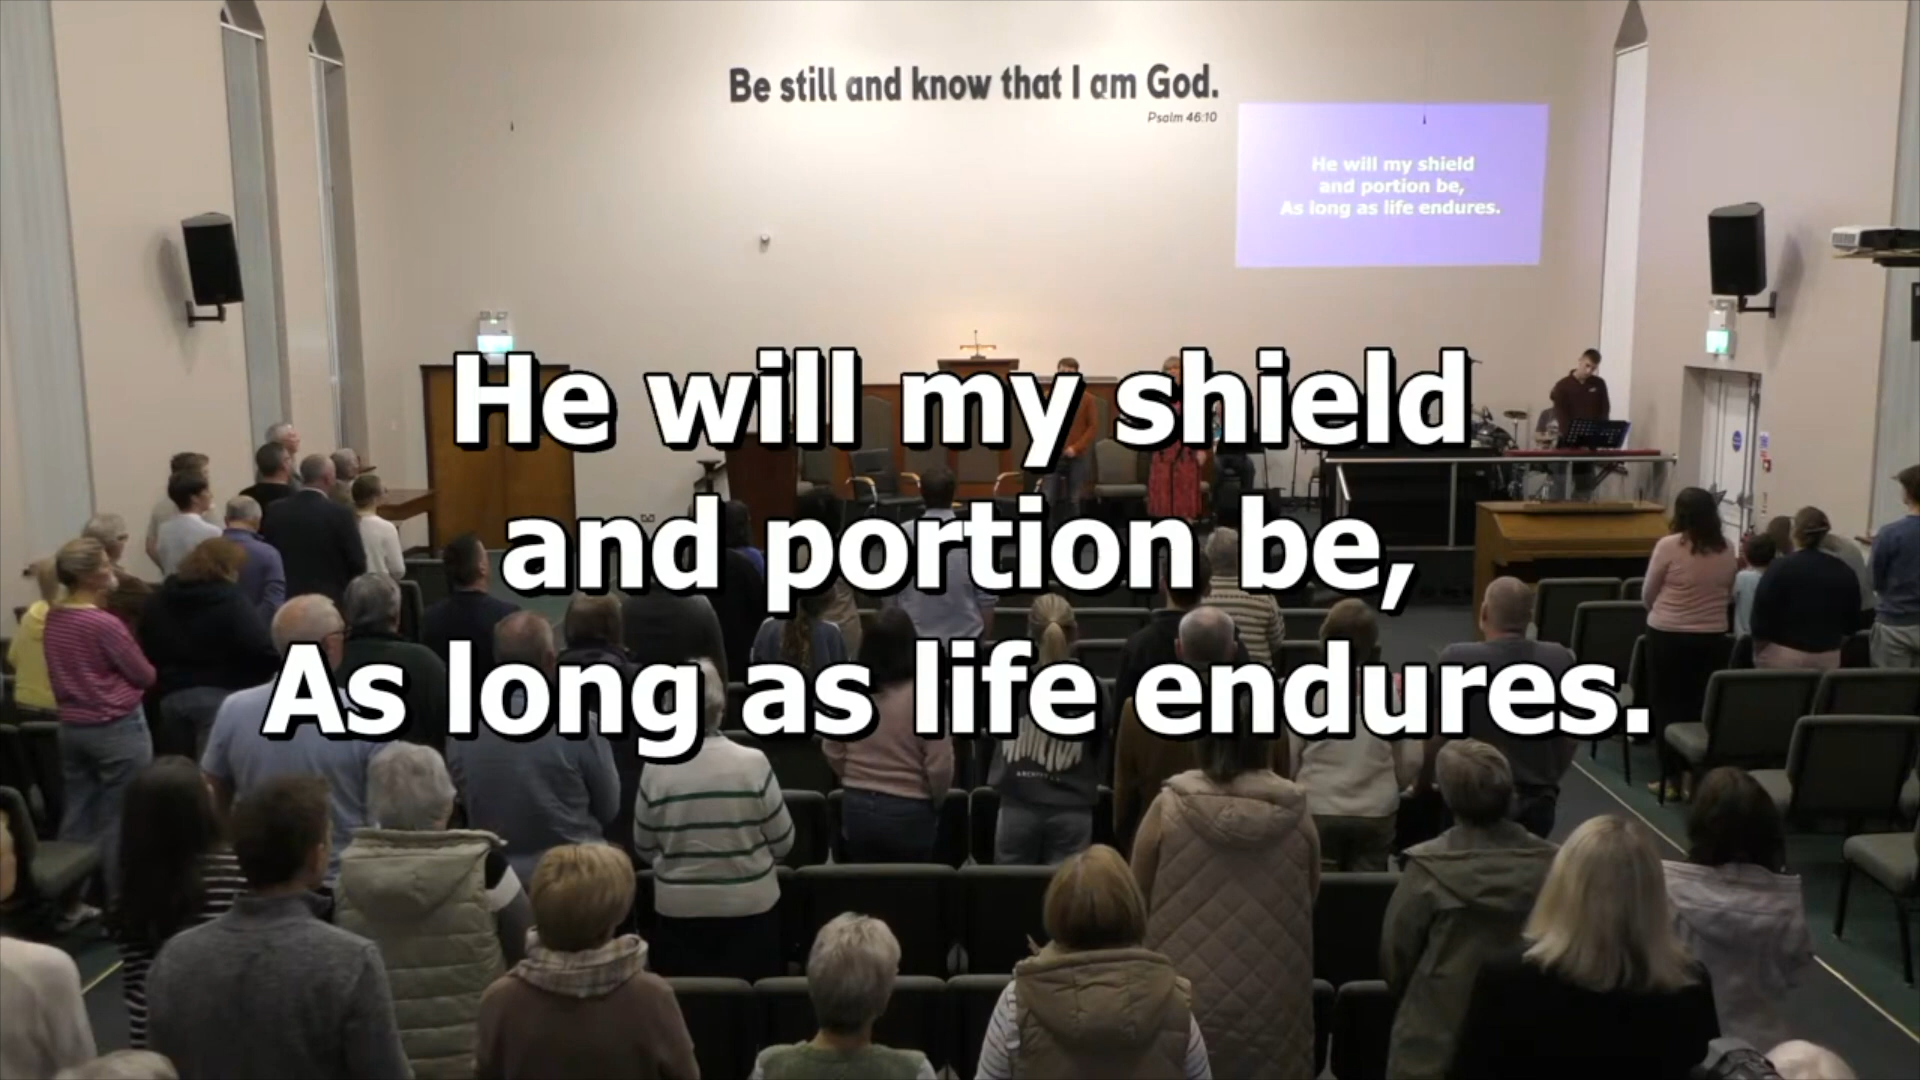 Be still and know that I am God.
Psalm 46:10
He will my shield
and portion be,
As long as life endures.
He will my shield
and portion be,
As long as life endures.